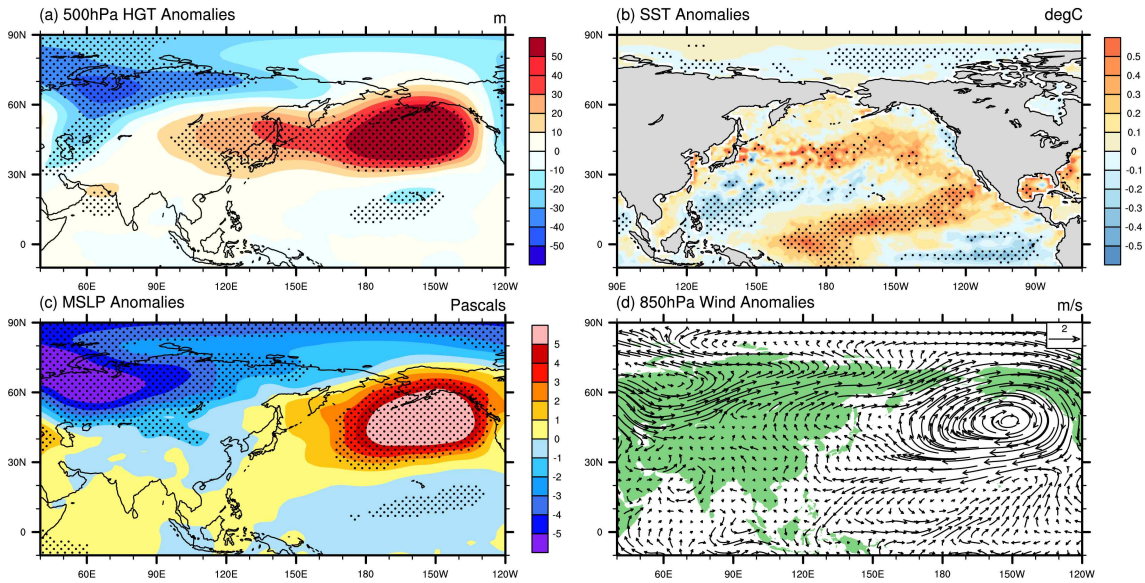 (a) 500hPa HGT Anomalies m
90N
60N
30N
0
60E 90E 120E 150E 180 150W 120W
50
40
30
20
10
0
-10
-20
-30
-40
-50
(b) SST Anomalies degC
90N
60N
30N
0
60E 90E 120E 150E 180 150W 120W 90W
0.5
0.4
0.3
0.2
0.1
0
-0.1
-0.2
-0.3
-0.4
-0.5
(c) MSLP Anomalies Pascals
90N
60N
30N
0
60E 90E 120E 150E 180 150W 120W
5
4
3
2
1
0
-1
-2
-3
-4
-5
(d) 850hPa Wind Anomalies m/s
2
90N
60N
30N
0
60E 90E 120E 150E 180 150W 120W